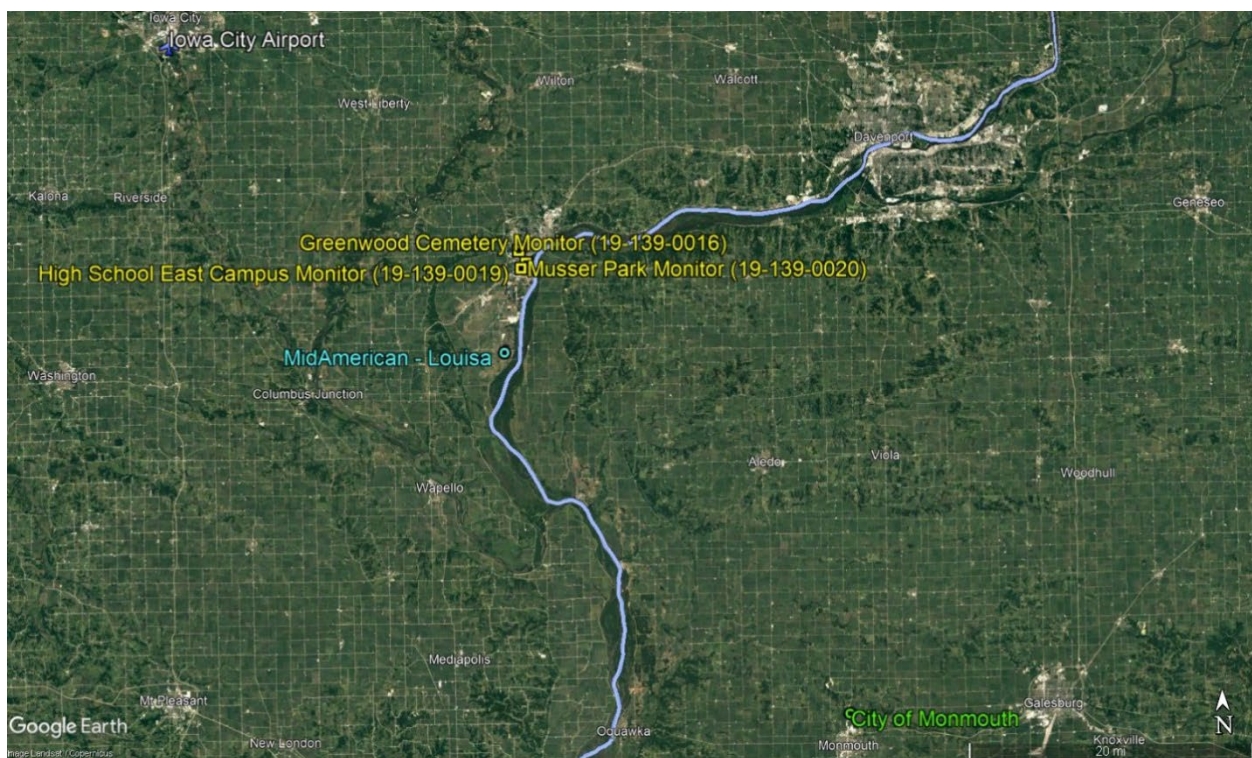 Iowa City
Iowa City Airport
Wilton
Walcott
West Liberty
Davenport
Kalona
Riverside
Geneseo
Greenwood Cemetery Monitor (19-139-0016)
High School East Campus Monitor (19-139-0019)
Musser Park Monitor (19-139-0020)
MidAmerican - Louisa
Washington
Columbus Junction
Aledo
Viola
Woodhull
Wapello
Mediapolis
Mt Pleasant
Galesburg
City of Monmouth
Google Earth
N
New London
Oquawka
Monmouth
Knoxville
20 mi
Image Landsat / Copernicus